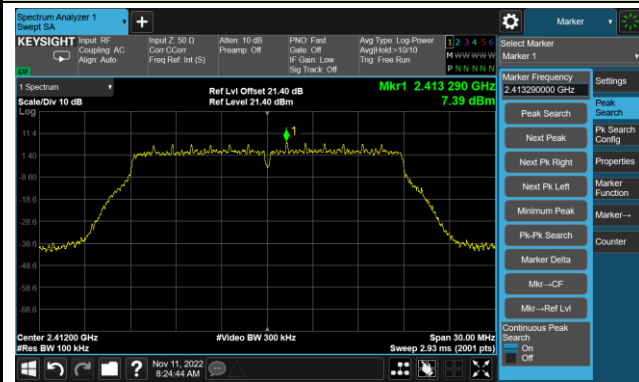 Spectrum Analyzer 1
Swept SA
Marker
KEYSIGHT
Input: RF
Coupling: AC
Align: Auto
Input Z: 50 Ω
Corr CCorr
Freq Ref: Int (S)
Atten: 10 dB
Preamp: Off
PNO: Fast
Gate: Off
IF Gain: Low
Sig Track: Off
Avg Type: Log-Power
Avg|Hold:>10/10
Trig: Free Run
1 2 3 4 5 6
M W W W W W
P N N N N N
Select Marker
Marker 1
1 Spectrum
Scale/Div 10 dB
Log
Ref Lvl Offset 21.40 dB
Ref Level 21.40 dBm
Mkr1 2.413 290 GHz
7.39 dBm
1
11.4
1.40
-8.60
-18.6
-28.6
-38.6
-48.6
-58.6
-68.6
Center 2.41200 GHz
#Res BW 100 kHz
#Video BW 300 kHz
Span 30.00 MHz
Sweep 2.93 ms (2001 pts)
Marker Frequency
2.413290000 GHz
Peak Search
Next Peak
Next Pk Right
Next Pk Left
Minimum Peak
Pk-Pk Search
Marker Delta
Mkr→CF
Mkr→Ref Lvl
Continuous Peak
Search
On
Off
Settings
Peak
Search
Pk Search
Config
Properties
Marker
Function
Marker→
Counter
?
Nov 11, 2022
8:24:44 AM